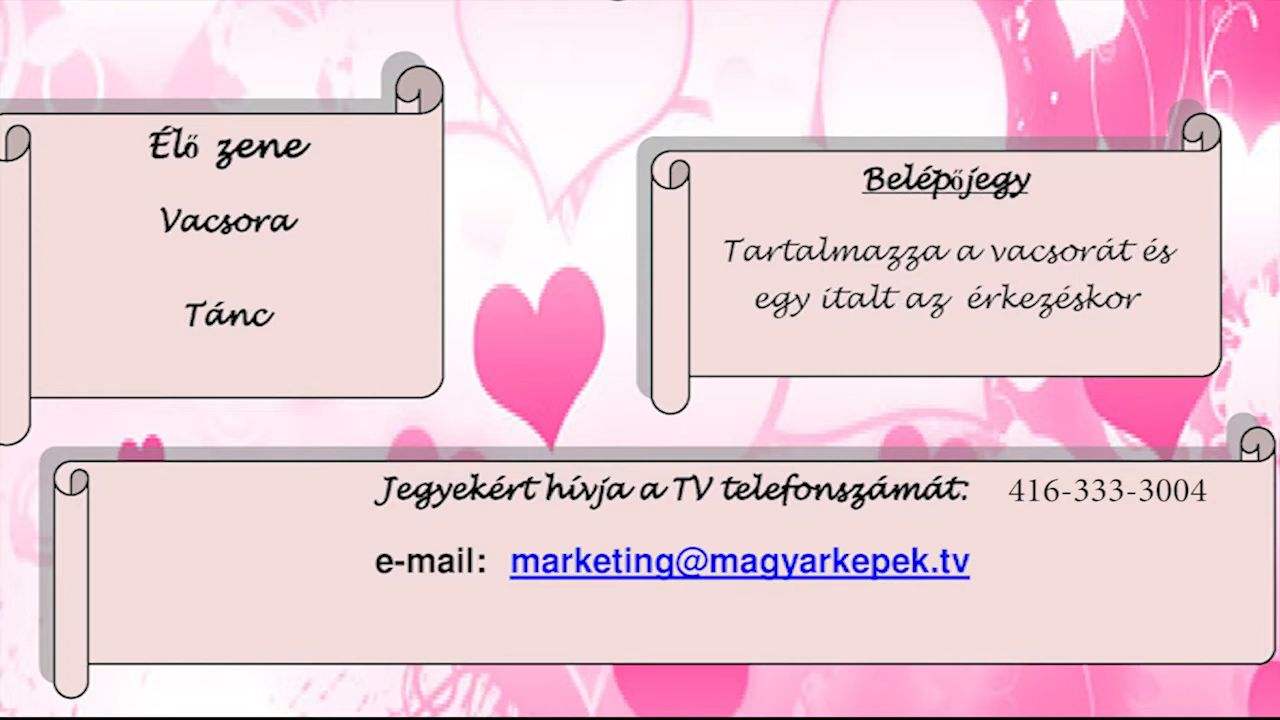 Élő zene
Vacsora
Tánc
Belépőjegy
Tartalmazza a vacsorát és
egy italt az érkezéskor
Jegyekért hívja a TV telefonszámát: 416-333-3004
e-mail: marketing@magyarkepek.tv